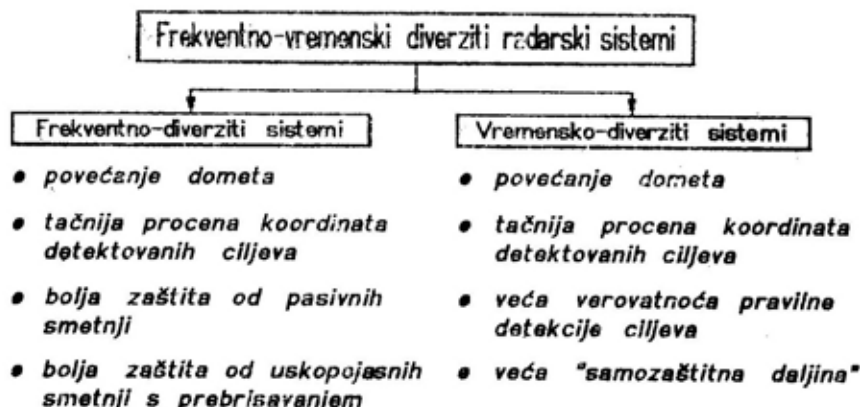 Frekventno-vremenski diverziti radarski sistemi
Frekventno-diverziti sistemi
• povećanje dometa
• tačnija procena koordinata
detektovanih ciljeva
• bolja zaštita od pasivnih
smetnji
• bolja zaštita od uskopojasnih
smetnji s prebrisavanjem
Vremensko-diverziti sistemi
• povećanje dometa
• tačnija procena koordinata
detektovanih ciljeva
• veća verovatnoća pravilne
detekcije ciljeva
• veća "samozaštitna daljina"